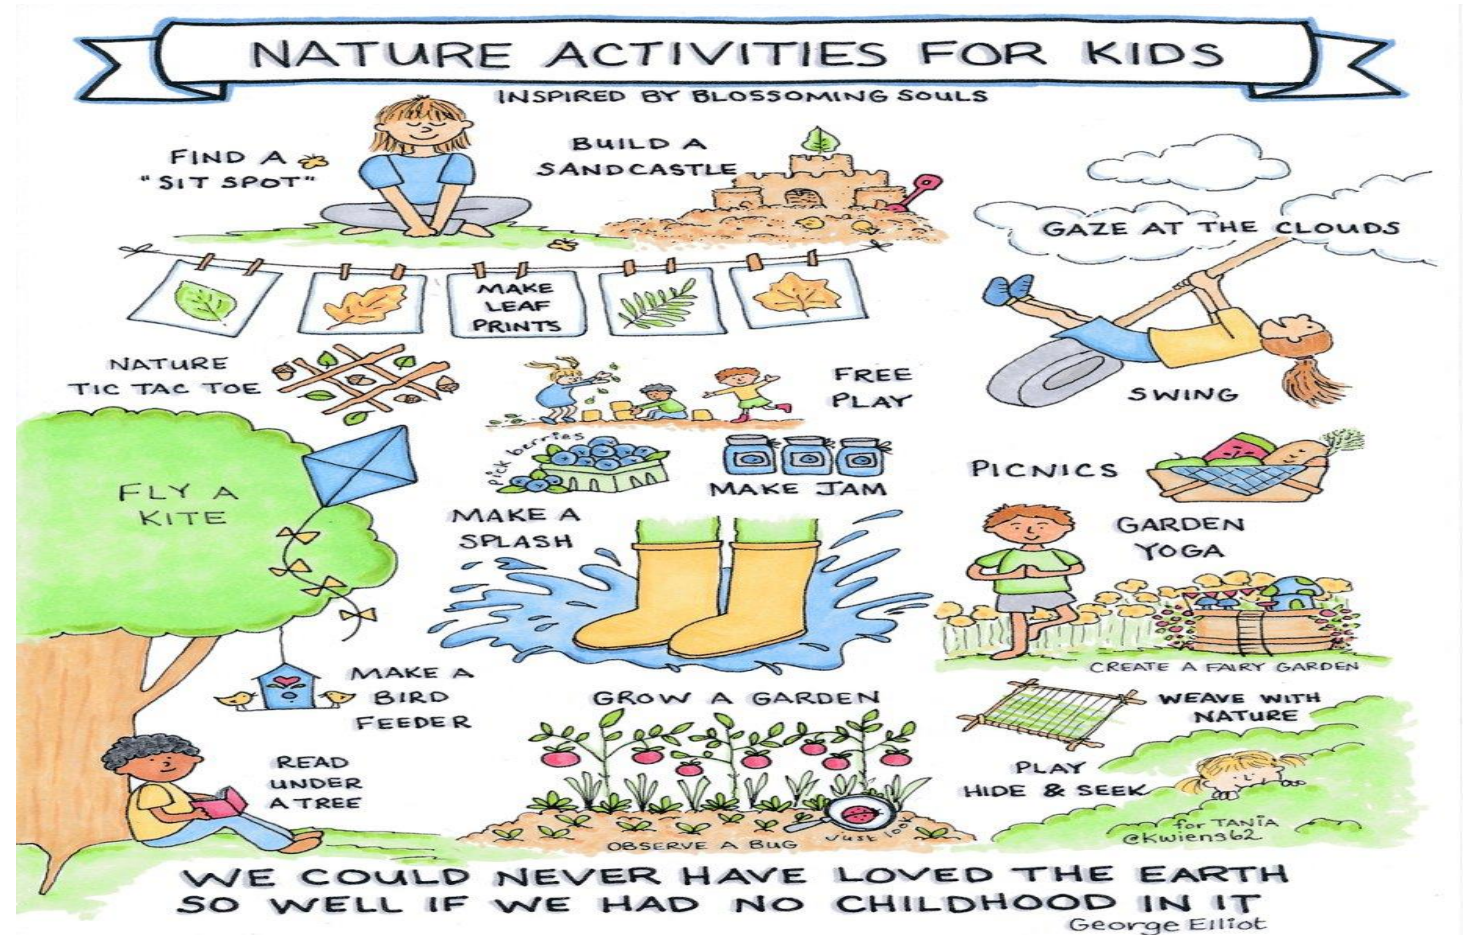 NATURE ACTIVITIES FOR KIDS
INSPIRED BY BLOSSOMING SOULS
FIND A
"SIT SPOT"
BUILD A
SANDCASTLE
GAZE AT THE CLOUDS
MAKE
LEAF
PRINTS
NATURE
TIC TAC TOE
FREE
PLAY
SWING
pick berries
MAKE JAM
PICNICS
FLY A
KITE
MAKE A
SPLASH
GARDEN
YOGA
CREATE A FAIRY GARDEN
MAKE A
BIRD
FEEDER
GROW A GARDEN
WEAVE WITH
NATURE
READ
UNDER
A TREE
PLAY
HIDE & SEEK
just look
OBSERVE A BUG
for TANIA
@kwiens62
WE COULD NEVER HAVE LOVED THE EARTH
SO WELL IF WE HAD NO CHILDHOOD IN IT
George Elliot